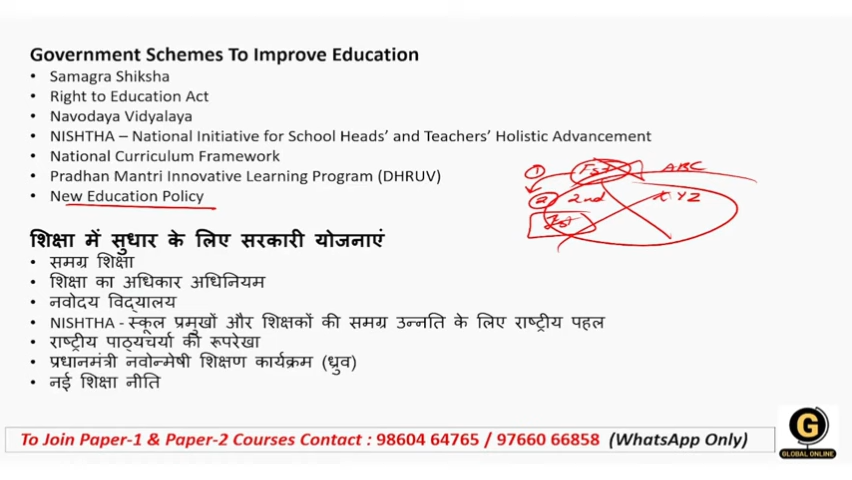 Government Schemes To Improve Education
• Samagra Shiksha
• Right to Education Act
• Navodaya Vidyalaya
• NISHTHA – National Initiative for School Heads' and Teachers' Holistic Advancement
• National Curriculum Framework
• Pradhan Mantri Innovative Learning Program (DHRUV)
• New Education Policy
① Fst ABC
② 2nd XYZ
शिक्षा में सुधार के लिए सरकारी योजनाएं
• समग्र शिक्षा
• शिक्षा का अधिकार अधिनियम
• नवोदय विद्यालय
• NISHTHA - स्कूल प्रमुखों और शिक्षकों की समग्र उन्नति के लिए राष्ट्रीय पहल
• राष्ट्रीय पाठ्यचर्या की रूपरेखा
• प्रधानमंत्री नवोन्मेषी शिक्षण कार्यक्रम (ध्रुव)
• नई शिक्षा नीति
To Join Paper-1 & Paper-2 Courses Contact : 98604 64765 / 97660 66858 (WhatsApp Only)
G
GLOBAL ONLINE